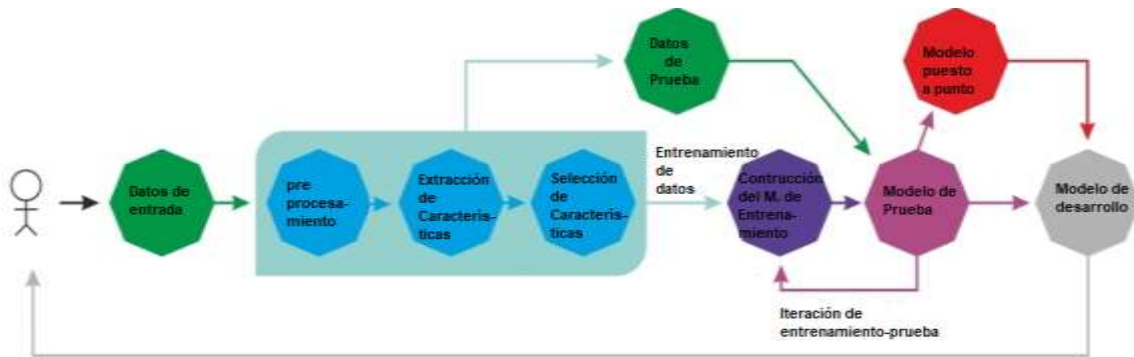 Datos de
entrada
pre
procesa-
miento
Extracción
de
Caracterís-
ticas
Selección
de
Caracterís-
ticas
Datos
de
Prueba
Entrenamiento
de
datos
Contrucción
del M. de
Entrena-
miento
Modelo de
Prueba
Modelo
puesto
a punto
Modelo de
desarrollo
Iteración de
entrenamiento-prueba